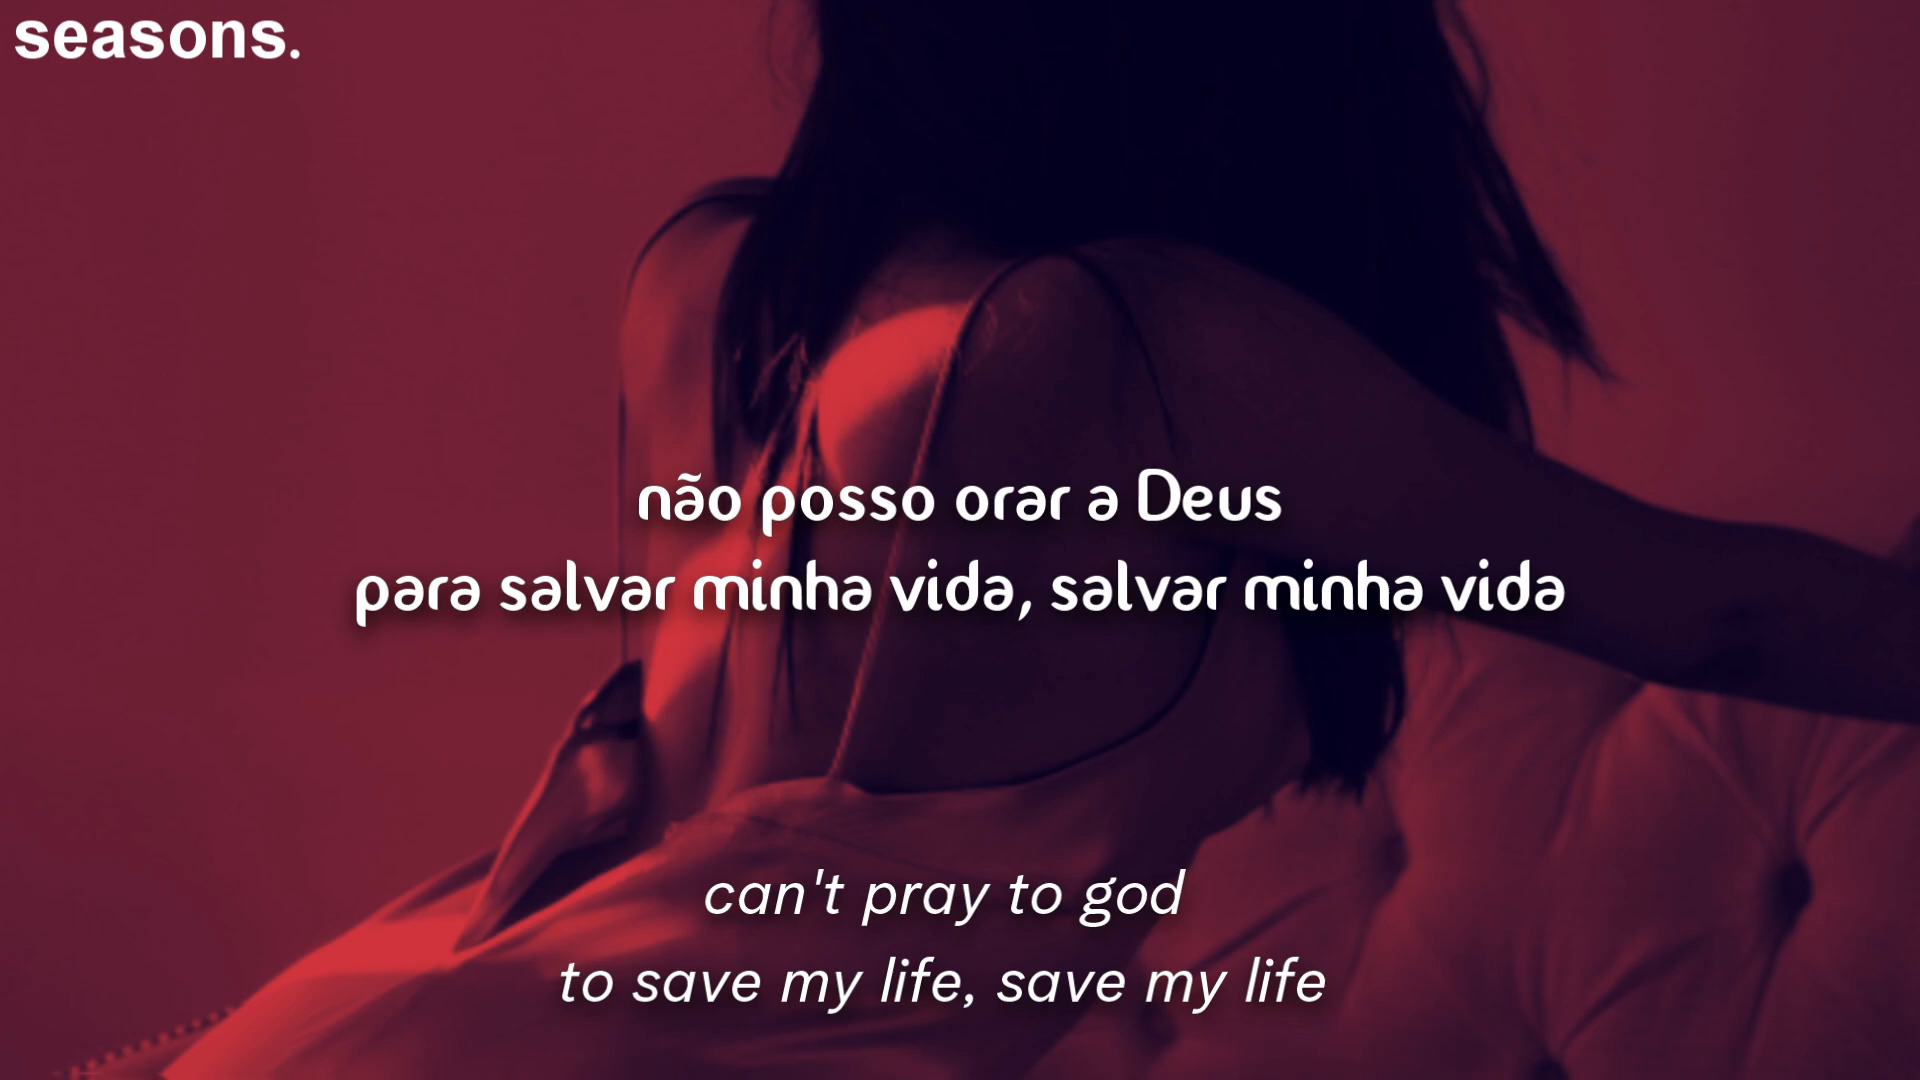 seasons.
não posso orar a Deus
para salvar minha vida, salvar minha vida
can't pray to god
to save my life, save my life